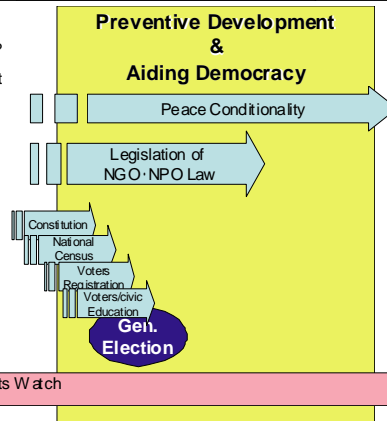 Preventive Development
&
Aiding Democracy
t
Peace Conditionality
Legislation of
NGO・NPO Law
Constitution
National
Census
Voters
Registration
Voters/civic
Education
Gen.
Election
ts Watch